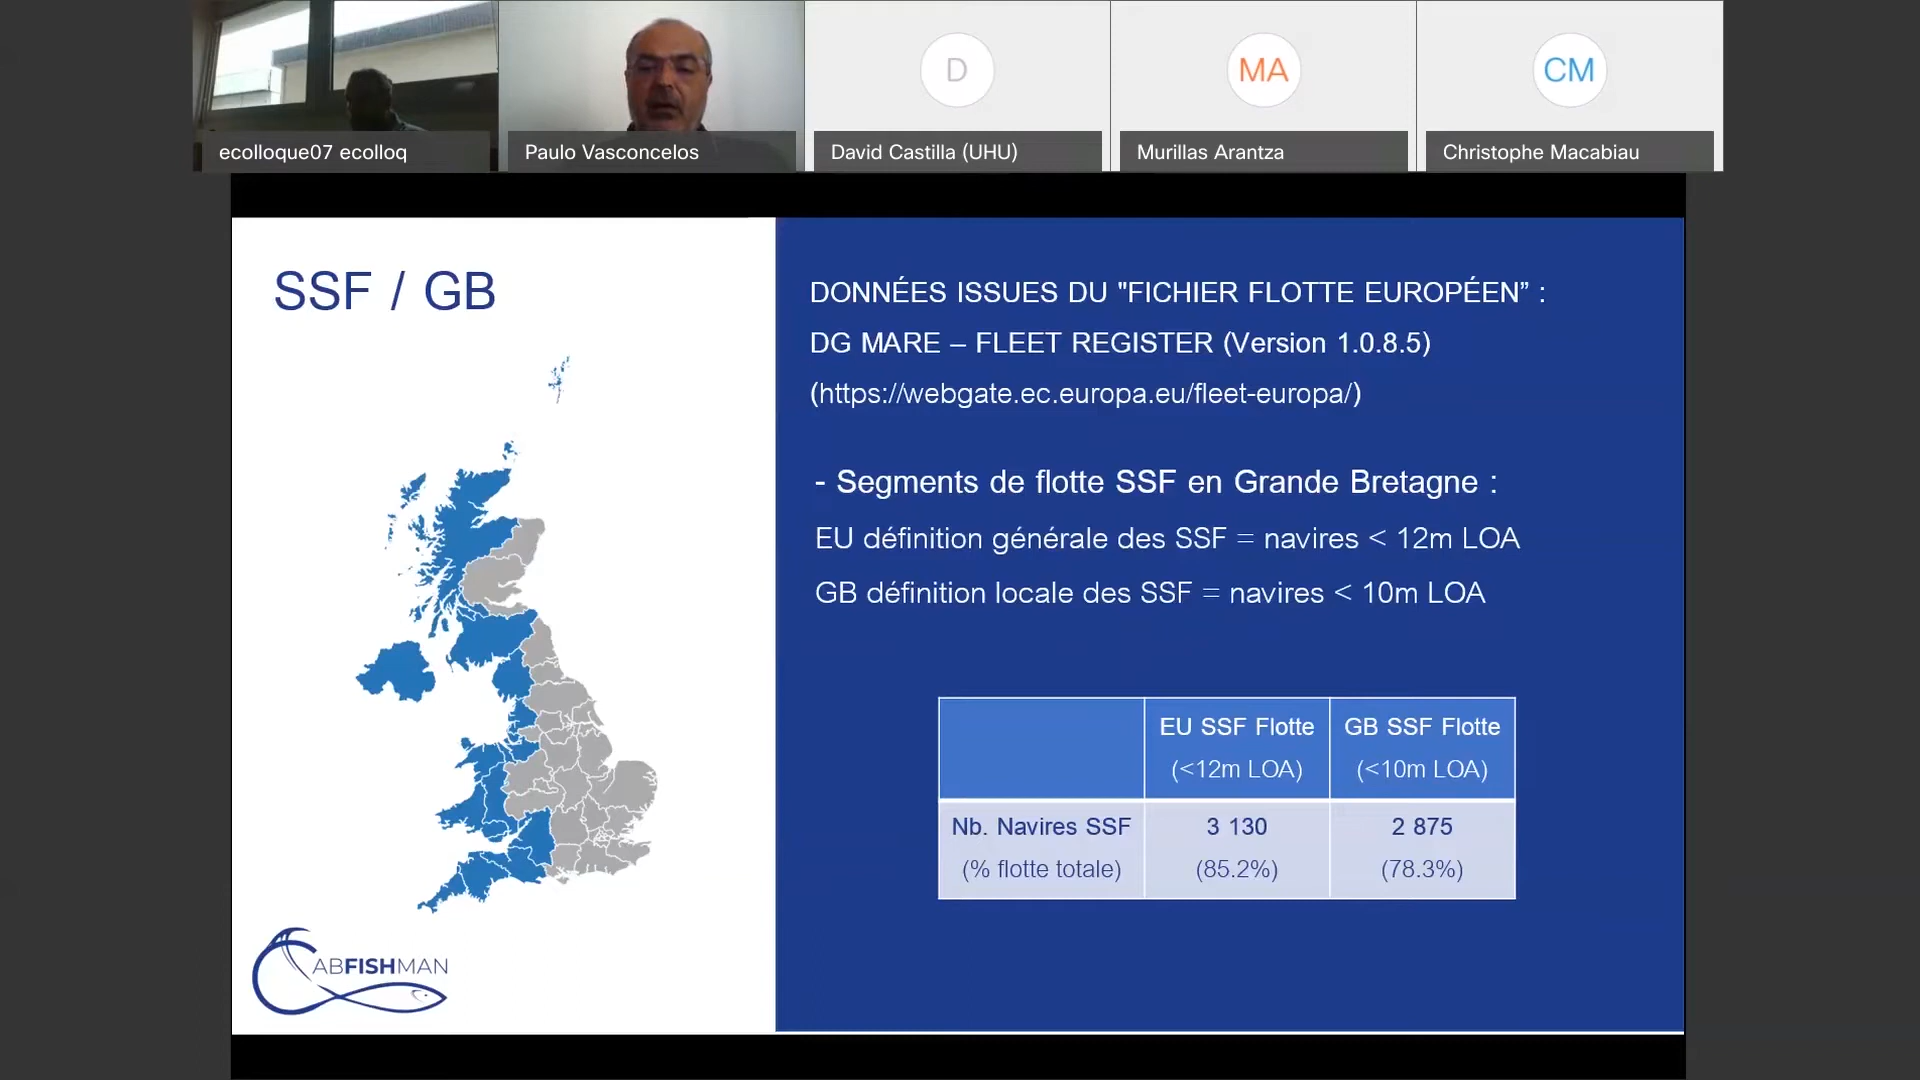 ecolloque07 ecolloq
Paulo Vasconcelos
D
David Castilla (UHU)
MA
Murillas Arantza
CM
Christophe Macabiau
SSF / GB
DONNÉES ISSUES DU "FICHIER FLOTTE EUROPÉEN” :
DG MARE – FLEET REGISTER (Version 1.0.8.5)
(https://webgate.ec.europa.eu/fleet-europa/)
- Segments de flotte SSF en Grande Bretagne :
EU définition générale des SSF = navires < 12m LOA
GB définition locale des SSF = navires < 10m LOA
EU SSF Flotte
(<12m LOA)
GB SSF Flotte
(<10m LOA)
Nb. Navires SSF
(% flotte totale)
3 130
(85.2%)
2 875
(78.3%)
CABFISHMAN